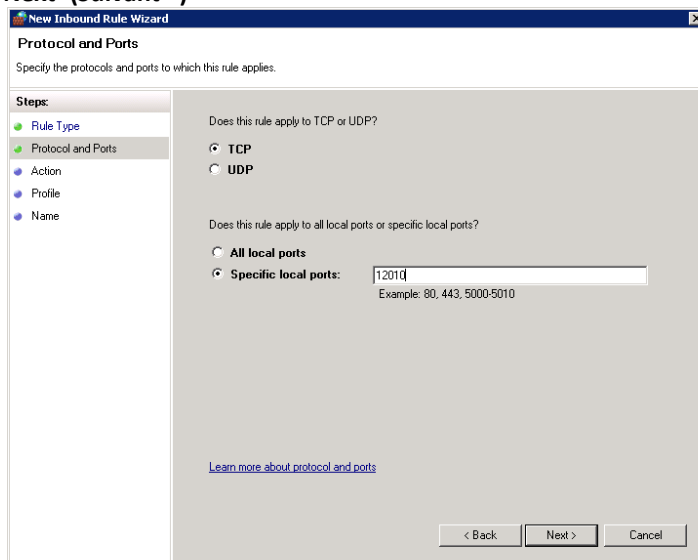 New Inbound Rule Wizard
Protocol and Ports
Specify the protocols and ports to which this rule applies.
Steps:
Rule Type
Protocol and Ports
Action
Profile
Name
Does this rule apply to TCP or UDP?
TCP
UDP
Does this rule apply to all local ports or specific local ports?
All local ports
Specific local ports:
12010
Example: 80, 443, 5000-5010
Learn more about protocol and ports
< Back
Next >
Cancel